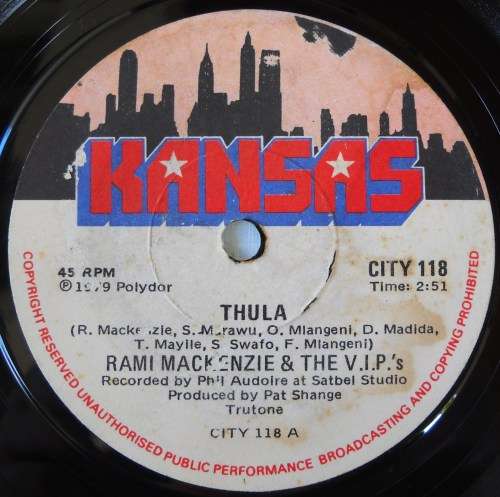 KANSAS
45 RPM
CITY 118
℗ 1979 Polydor
Time: 2:51
THULA
(R. Mackenzie, S. Morawu, O. Mlangeni, D. Madida,
T. Mayile, S. Swafo, F. Mlangeni)
RAMI MACKENZIE & THE V.I.P.'s
Recorded by Phil Audoire at Satbel Studio
Produced by Pat Shange
Trutone
CITY 118 A
COPYRIGHT RESERVED UNAUTHORISED PUBLIC PERFORMANCE BROADCASTING AND COPYING PROHIBITED